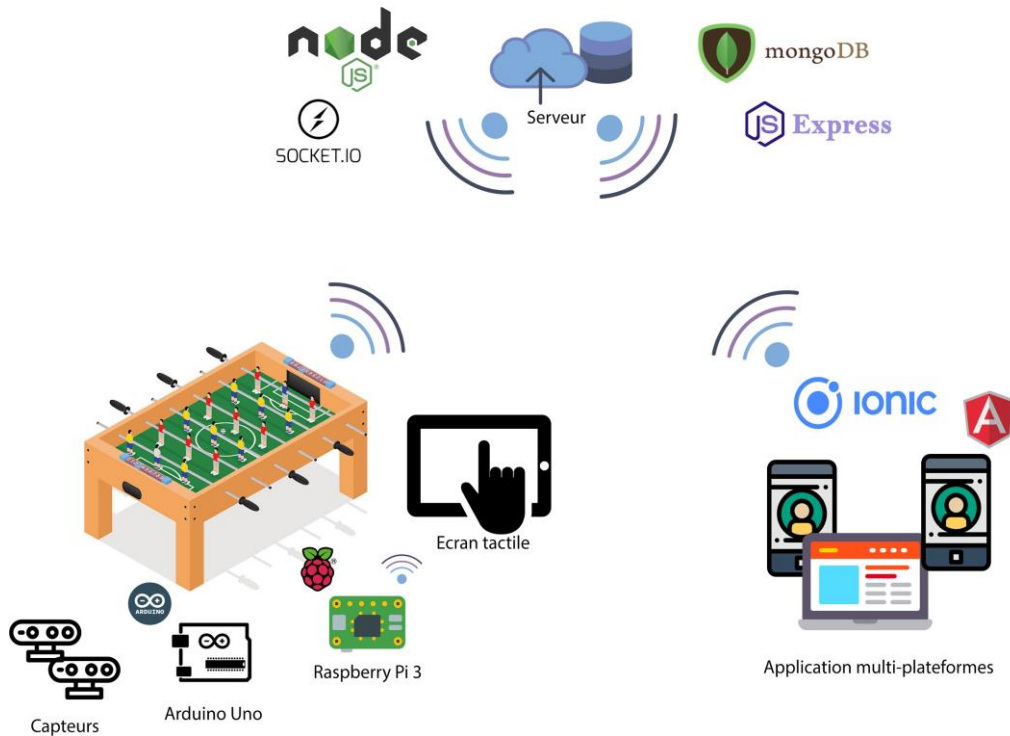 node
JS
SOCKET.IO
Serveur
mongoDB
JS Express
IONIC
A
Ecran tactile
ARDUINO
Raspberry Pi 3
Arduino Uno
Capteurs
Application multi-plateformes